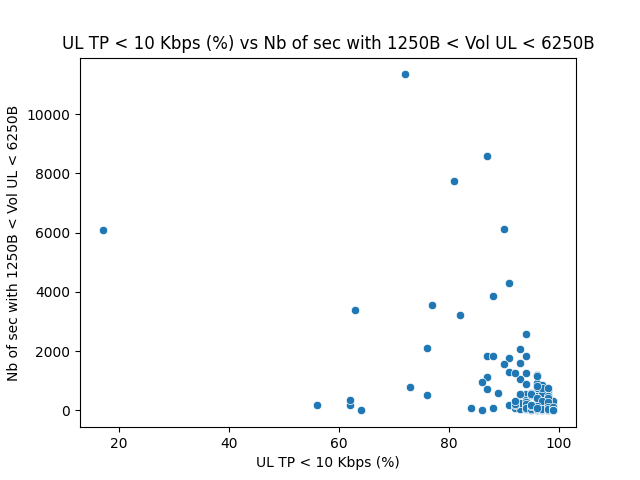 UL TP < 10 Kbps (%) vs Nb of sec with 1250B < Vol UL < 6250B
10000
8000
6000
4000
2000
0
Nb of sec with 1250B < Vol UL < 6250B
20 40 60 80 100
UL TP < 10 Kbps (%)